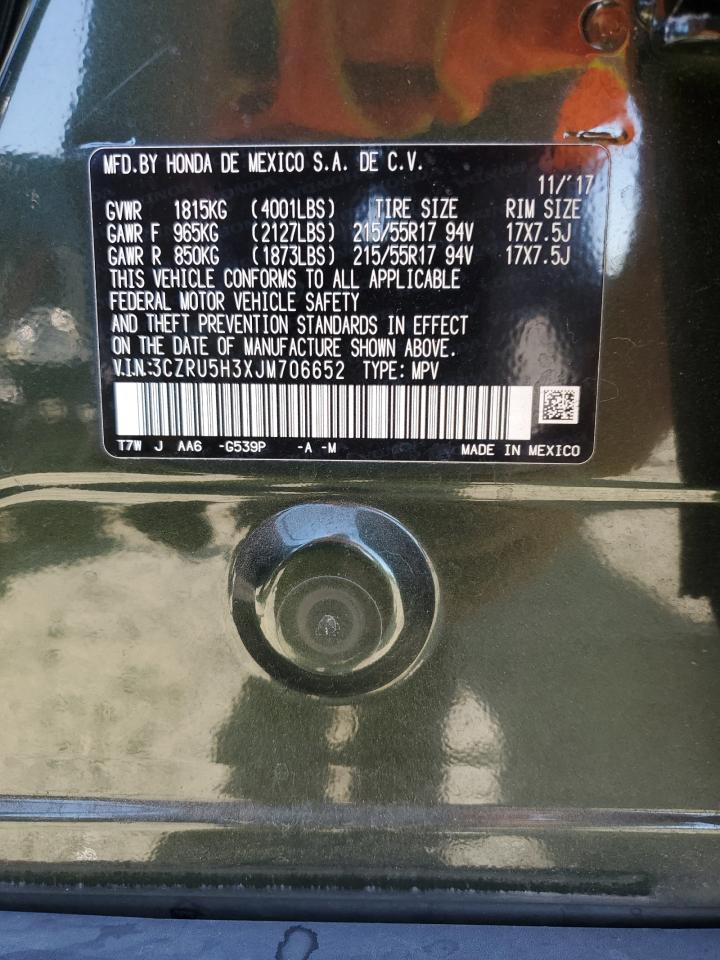 MFD.BY HONDA DE MEXICO S.A. DE C.V.
11/'17
GVWR 1815KG (4001LBS) TIRE SIZE RIM SIZE
GAWR F 965KG (2127LBS) 215/55R17 94V 17X7.5J
GAWR R 850KG (1873LBS) 215/55R17 94V 17X7.5J
THIS VEHICLE CONFORMS TO ALL APPLICABLE
FEDERAL MOTOR VEHICLE SAFETY
AND THEFT PREVENTION STANDARDS IN EFFECT
ON THE DATE OF MANUFACTURE SHOWN ABOVE.
V.I.N:3CZRU5H3XJM706652 TYPE: MPV
T7W J AA6 -G539P -A -M MADE IN MEXICO